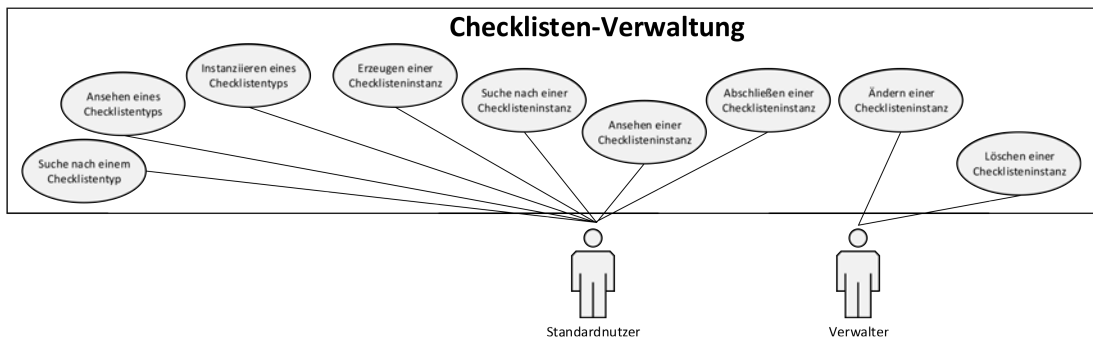 Checklisten-Verwaltung
Suche nach einem
Checklistentyp
Ansehen eines
Checklistentyps
Instanziieren eines
Checklistentyps
Erzeugen einer
Checklisteninstanz
Suche nach einer
Checklisteninstanz
Ansehen einer
Checklisteninstanz
Abschließen einer
Checklisteninstanz
Ändern einer
Checklisteninstanz
Löschen einer
Checklisteninstanz
Standardnutzer
Verwalter